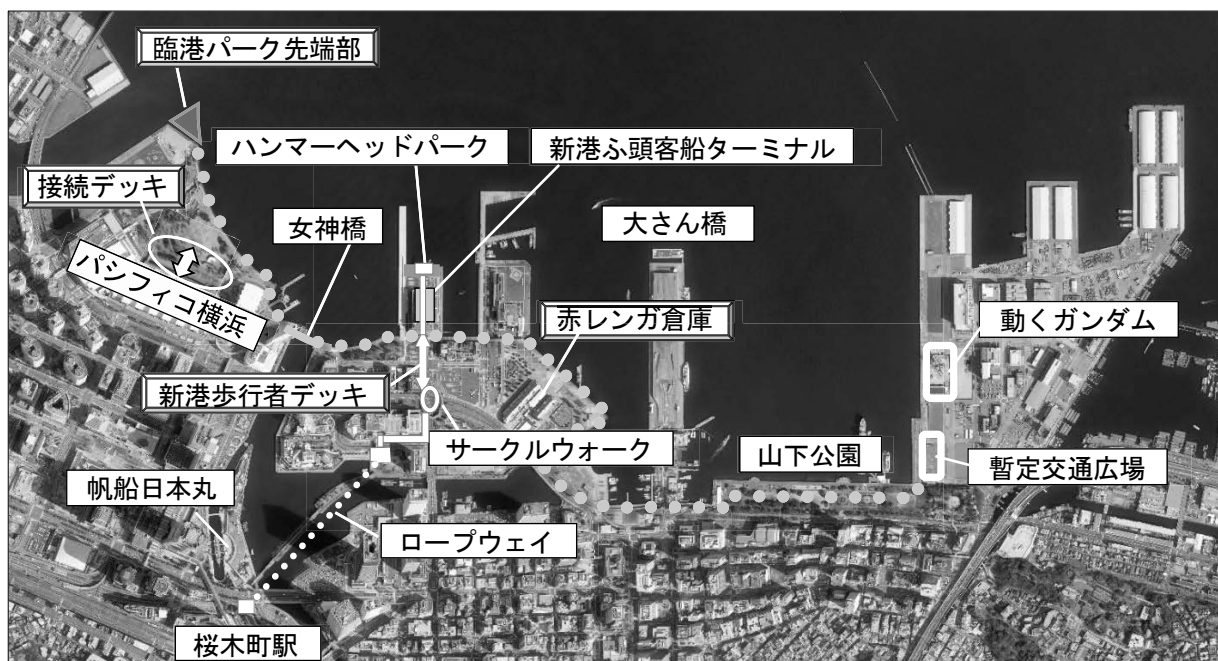 臨港パーク先端部
ハンマーヘッドパーク
新港ふ頭客船ターミナル
接続デッキ
女神橋
大さん橋
パシフィコ横浜
赤レンガ倉庫
動くガンダム
新港歩行者デッキ
サークルウォーク
山下公園
暫定交通広場
帆船日本丸
ロープウェイ
桜木町駅